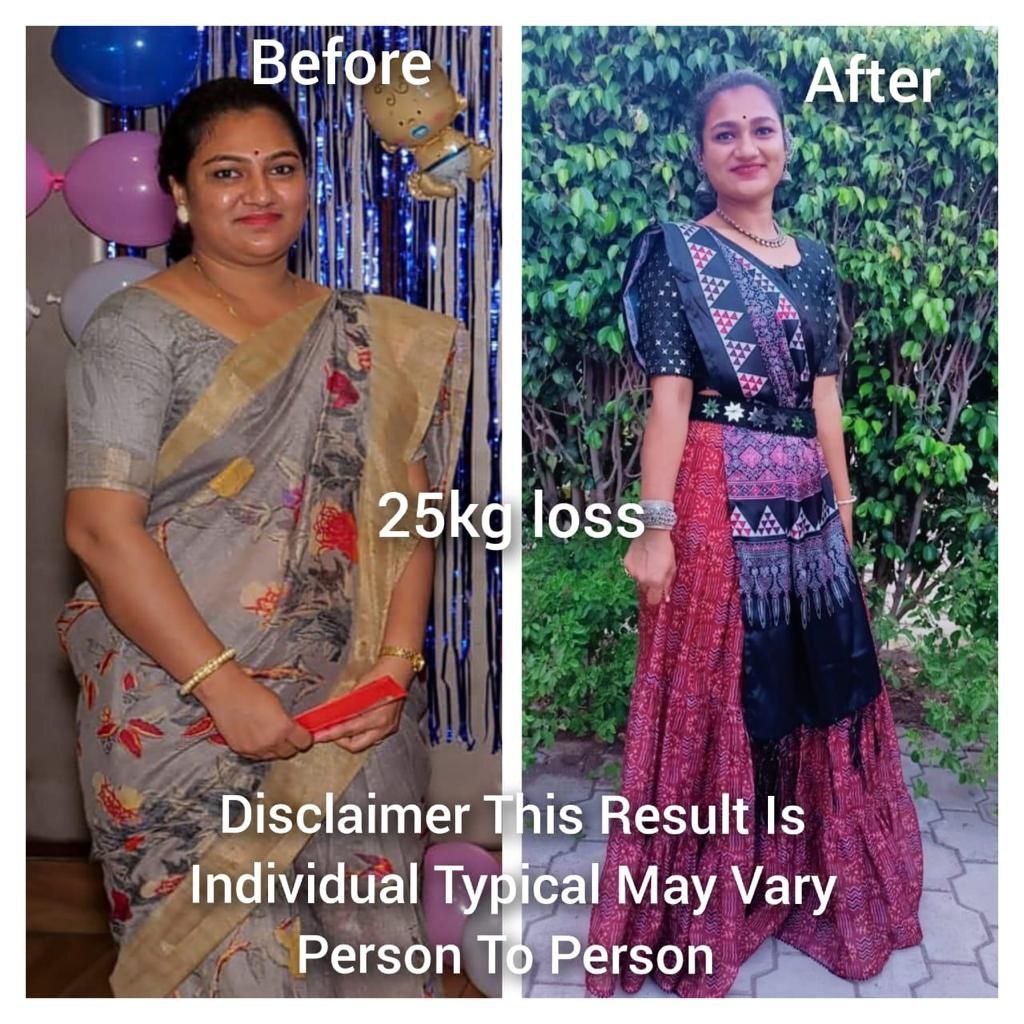 Before
After
25kg loss
Disclaimer This Result Is
Individual Typical May Vary
Person To Person